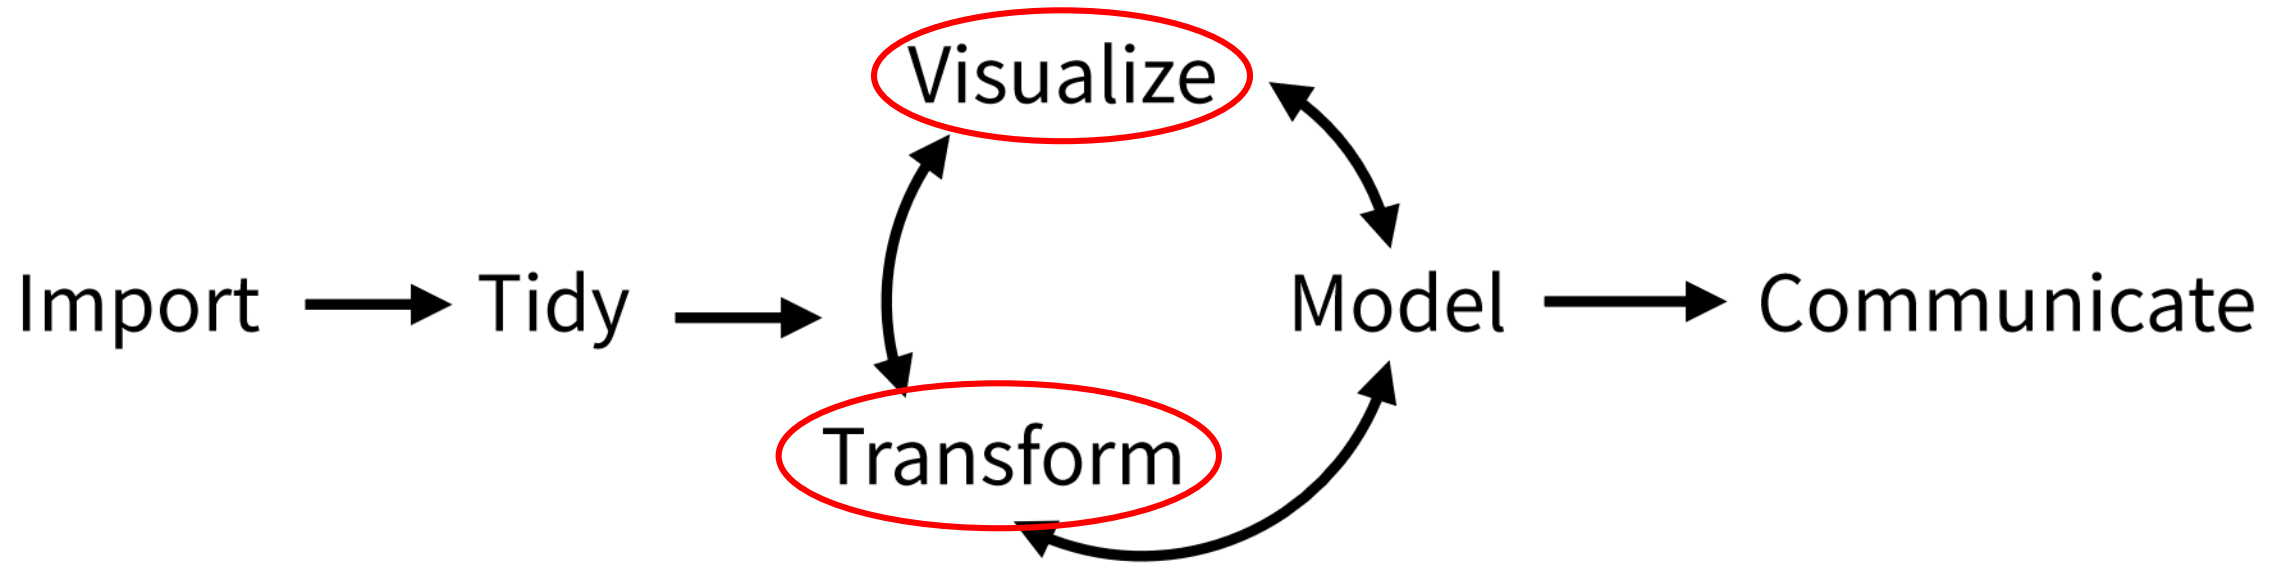 Visualize
Import
Tidy
Model
Communicate
Transform